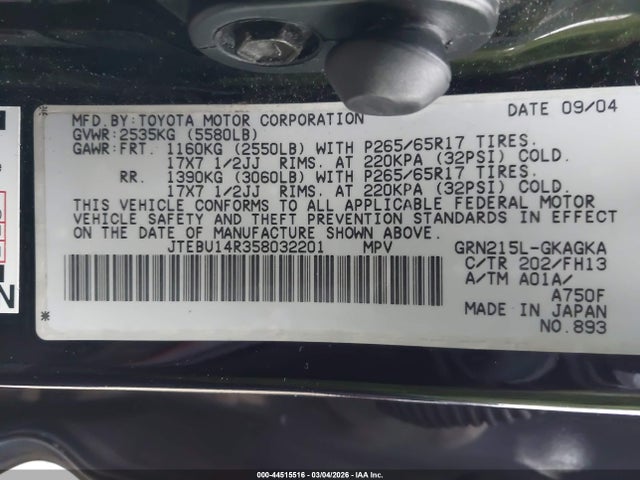 MFD.BY:TOYOTA MOTOR CORPORATION DATE 09/04
GVWR:2535KG (5580LB)
GAWR:FRT. 1160KG (2550LB) WITH P265/65R17 TIRES.
17X7 1/2JJ RIMS. AT 220KPA (32PSI) COLD.
RR. 1390KG (3060LB) WITH P265/65R17 TIRES.
17X7 1/2JJ RIMS. AT 220KPA (32PSI) COLD.
THIS VEHICLE CONFORMS TO ALL APPLICABLE FEDERAL MOTOR
VEHICLE SAFETY AND THEFT PREVENTION STANDARDS IN EFFECT
ON THE DATE OF MANUFACTURE SHOWN ABOVE.
JTEBU14R358032201 MPV GRN215L-GKAGKA
C/TR 202/FH13
A/TM A01A/
A750F
MADE IN JAPAN
NO.893
N
000-44515516 - 03/04/2026 - IAA Inc.